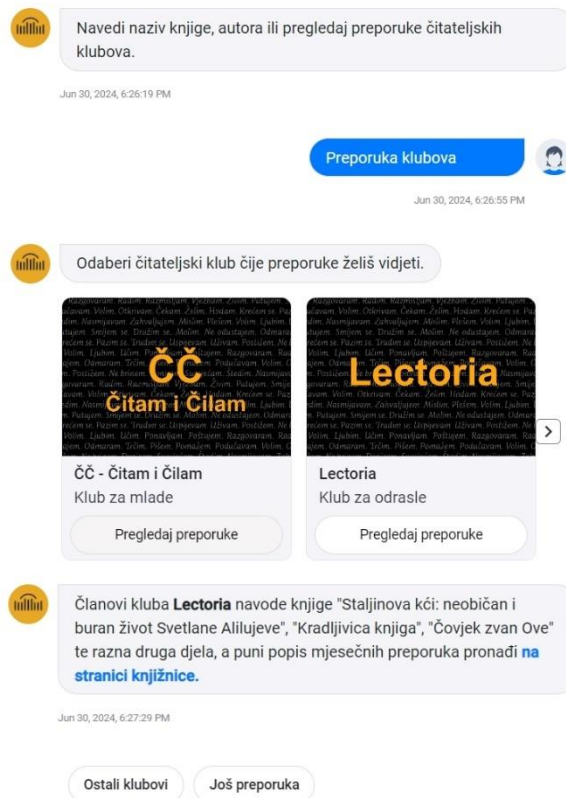 Navedi naziv knjige, autora ili pregledaj preporuke čitateljskih
klubova.
Jun 30, 2024, 6:26:19 PM
Preporuka klubova
Jun 30, 2024, 6:26:55 PM
Odaberi čitateljski klub čije preporuke želiš vidjeti.
ČČ
Čitam i Čilam
Lectoria
ČČ - Čitam i Čilam
Klub za mlade
Pregledaj preporuke
Lectoria
Klub za odrasle
Pregledaj preporuke
Članovi kluba Lectoria navode knjige "Staljinova kći: neobičan i
buran život Svetlane Alilujeve", "Kradljivica knjiga", "Čovjek zvan Ove"
te razna druga djela, a puni popis mjesečnih preporuka pronađi na
stranici knjižnice.
Jun 30, 2024, 6:27:29 PM
Ostali klubovi
Još preporuka